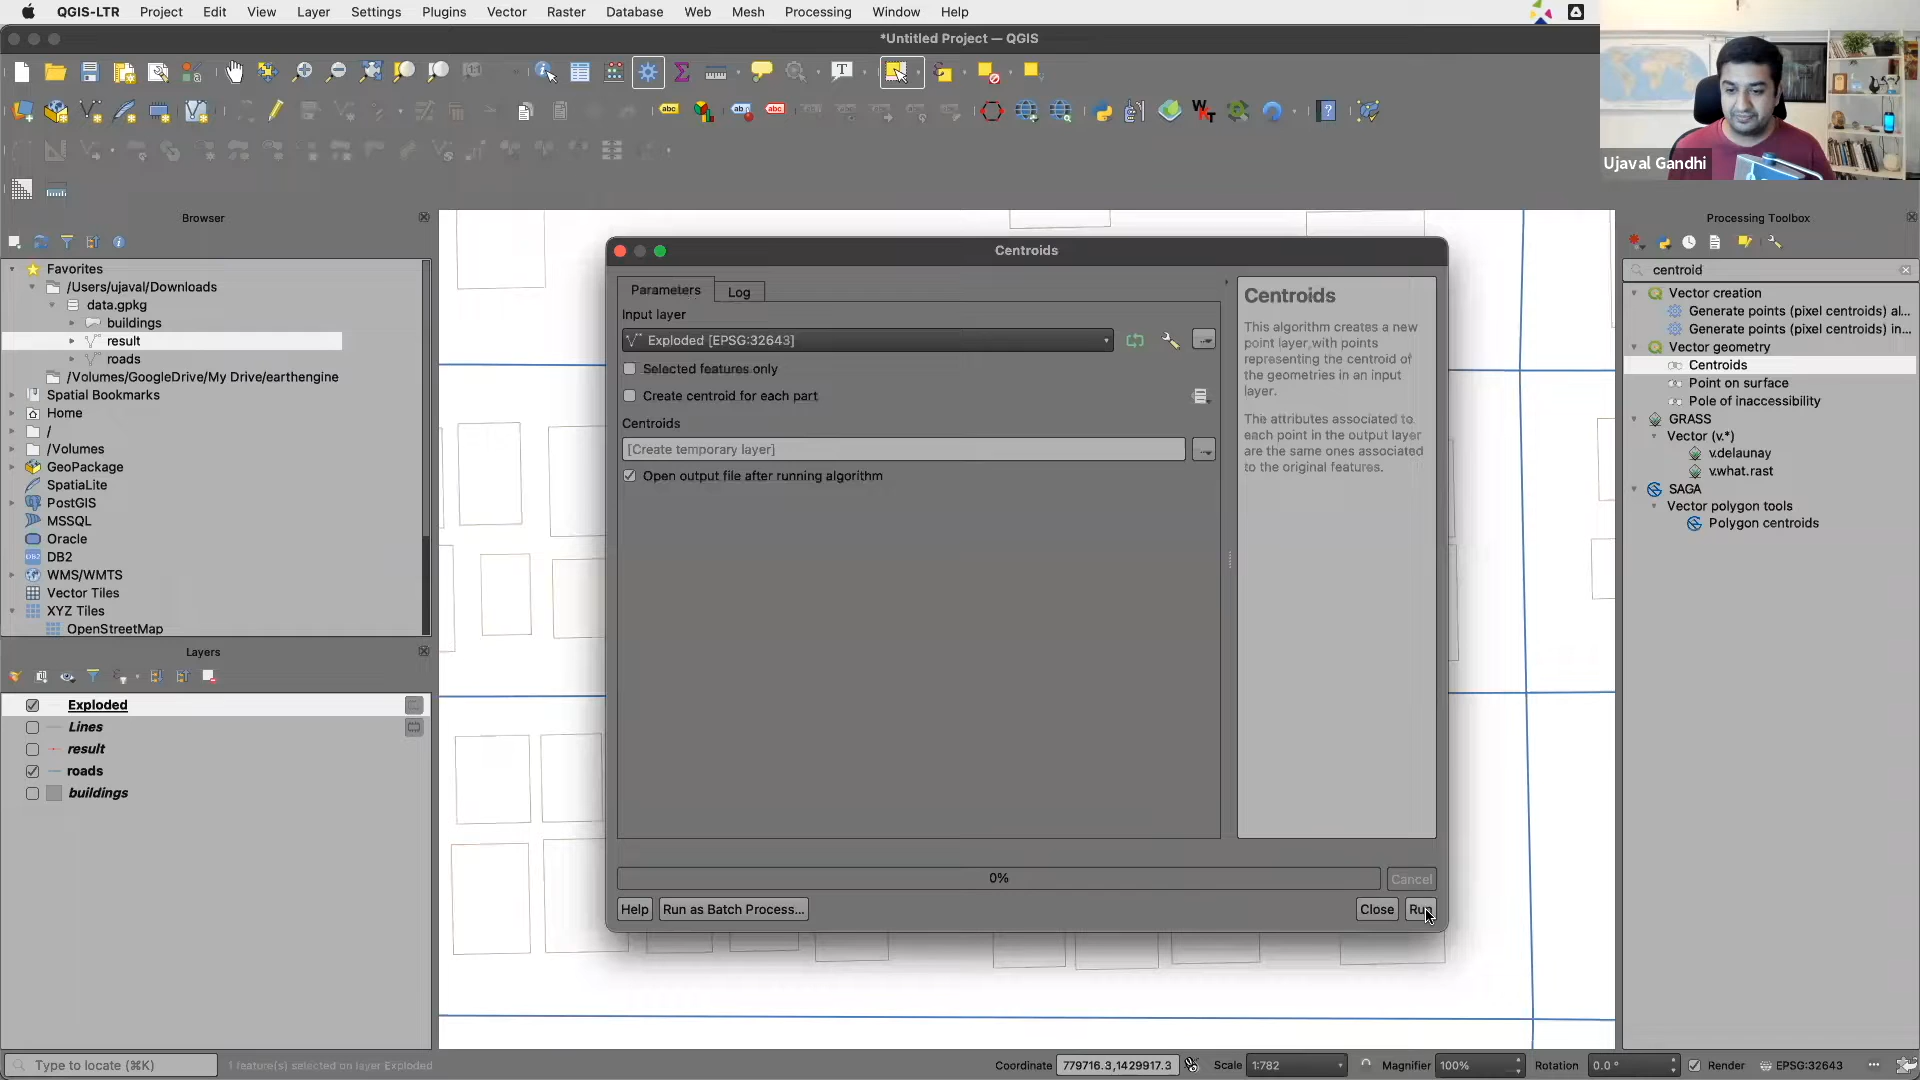 QGIS-LTR Project Edit View Layer Settings Plugins Vector Raster Database Web Mesh Processing Window Help
*Untitled Project — QGIS
Ujaval Gandhi
Browser
Favorites
/Users/ujaval/Downloads
data.gpkg
buildings
result
roads
/Volumes/GoogleDrive/My Drive/earthengine
Spatial Bookmarks
Home
/
/Volumes
GeoPackage
SpatiaLite
PostGIS
MSSQL
Oracle
DB2
WMS/WMTS
Vector Tiles
XYZ Tiles
OpenStreetMap
Layers
Exploded
Lines
result
roads
buildings
Centroids
Parameters Log
Input layer
Exploded [EPSG:32643]
Selected features only
Create centroid for each part
Centroids
[Create temporary layer]
Open output file after running algorithm
Centroids
This algorithm creates a new
point layer, with points
representing the centroid of
the geometries in an input
layer.
The attributes associated to
each point in the output layer
are the same ones associated
to the original features.
0%
Cancel
Help Run as Batch Process... Close Run
Processing Toolbox
centroid
Vector creation
Generate points (pixel centroids) al...
Generate points (pixel centroids) in...
Vector geometry
Centroids
Point on surface
Pole of inaccessibility
GRASS
Vector (v.*)
v.delaunay
v.what.rast
SAGA
Vector polygon tools
Polygon centroids
Type to locate (⌘K) 1 feature(s) selected on layer Exploded Coordinate 779716.3,1429917.3 Scale 1:782 Magnifier 100% Rotation 0.0 ° Render EPSG:32643